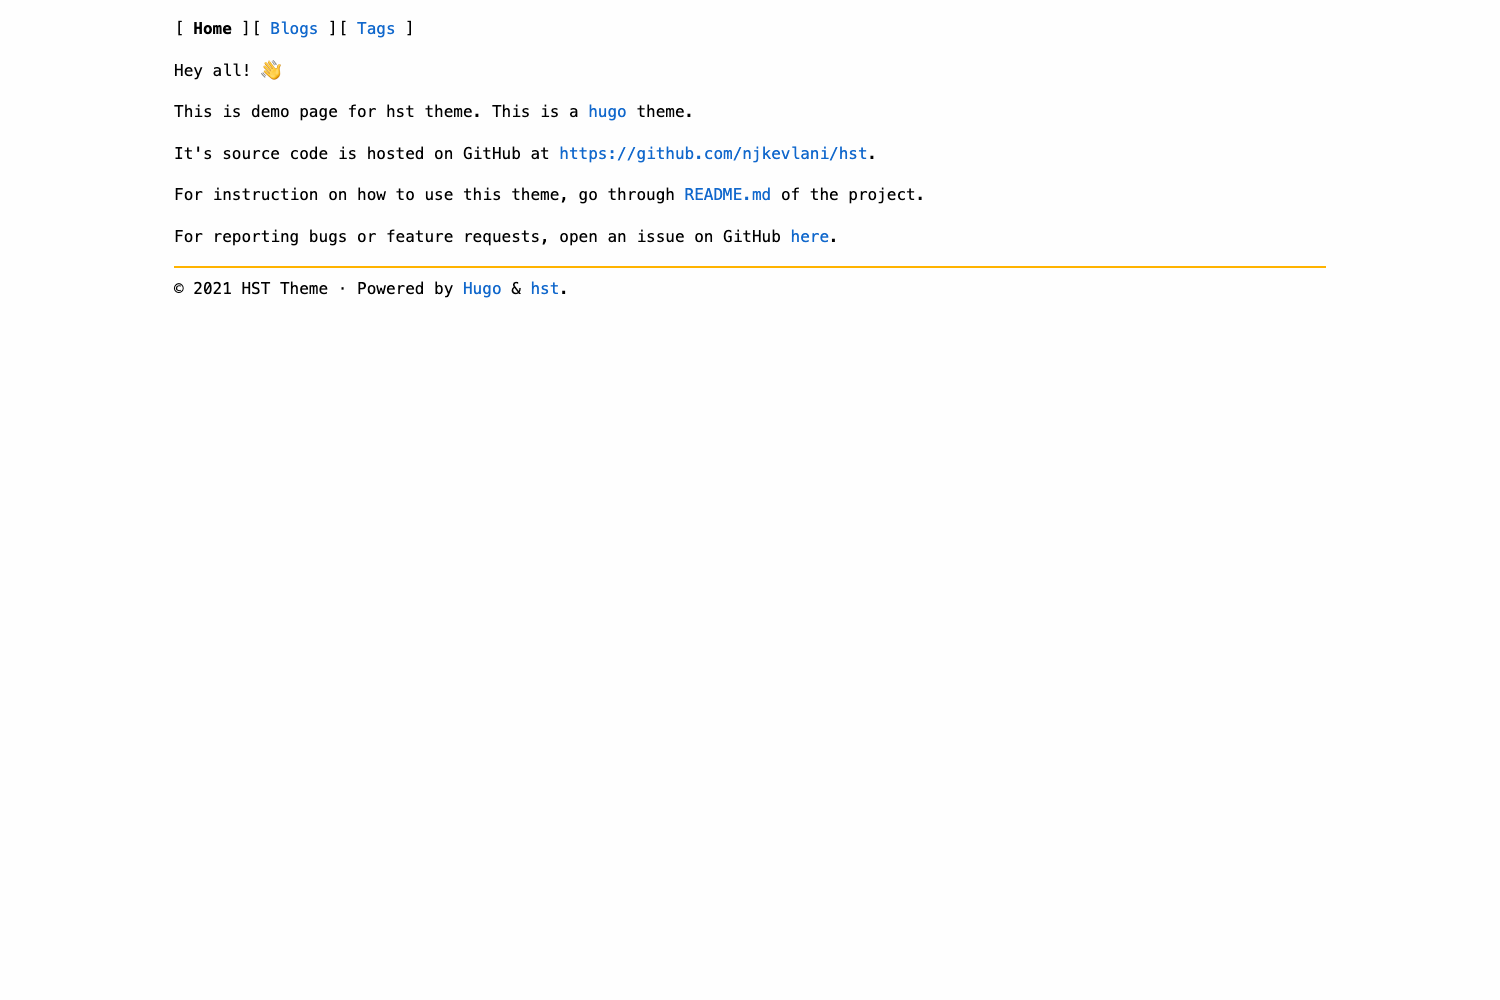 [ Home ][ Blogs ][ Tags ]
Hey all! 👋
This is demo page for hst theme. This is a hugo theme.
It's source code is hosted on GitHub at https://github.com/njkevlani/hst.
For instruction on how to use this theme, go through README.md of the project.
For reporting bugs or feature requests, open an issue on GitHub here.
© 2021 HST Theme · Powered by Hugo & hst.